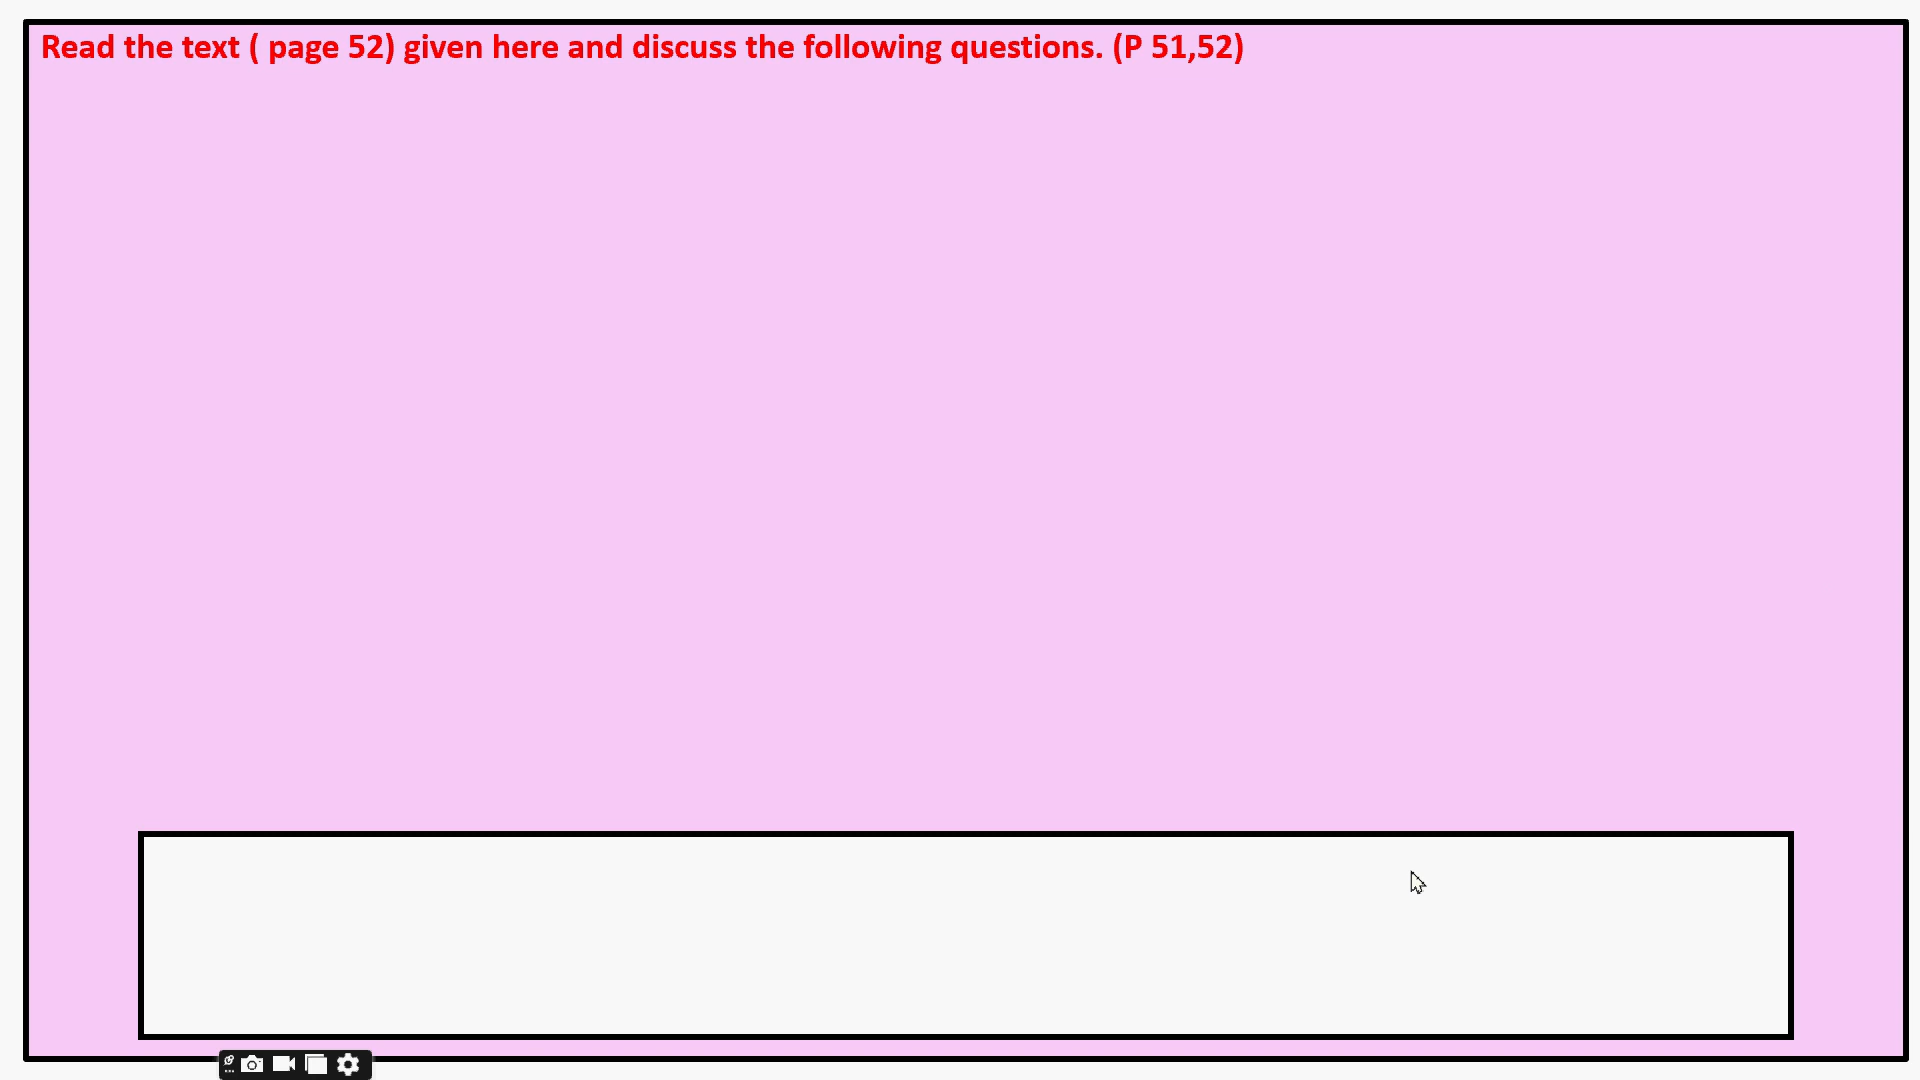 Read the text ( page 52) given here and discuss the following questions. (P 51,52)